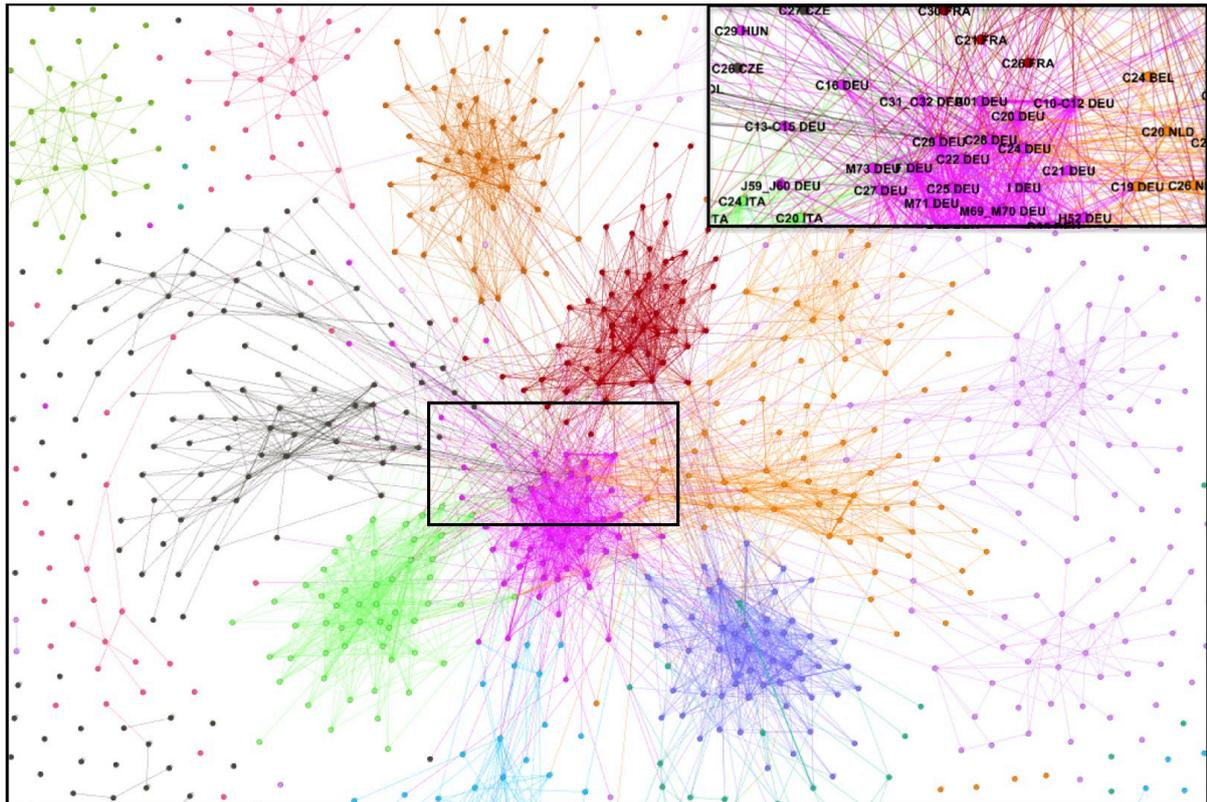 C27 CZE
C30 FRA
C29 HUN
C21 FRA
C26 CZE
C28 FRA
C16 DEU
C24 BEL
C31_C32 DEU
A01 DEU
C10-C12 DEU
C20 DEU
C13-C15 DEU
C20 NLD
C29 DEU
C28 DEU
C24 DEU
C22 DEU
M73 DEU
F DEU
C21 DEU
J59_J60 DEU
C27 DEU
C25 DEU
I DEU
C19 DEU
C24 ITA
M71 DEU
M69_M70 DEU
C20 ITA
H52 DEU